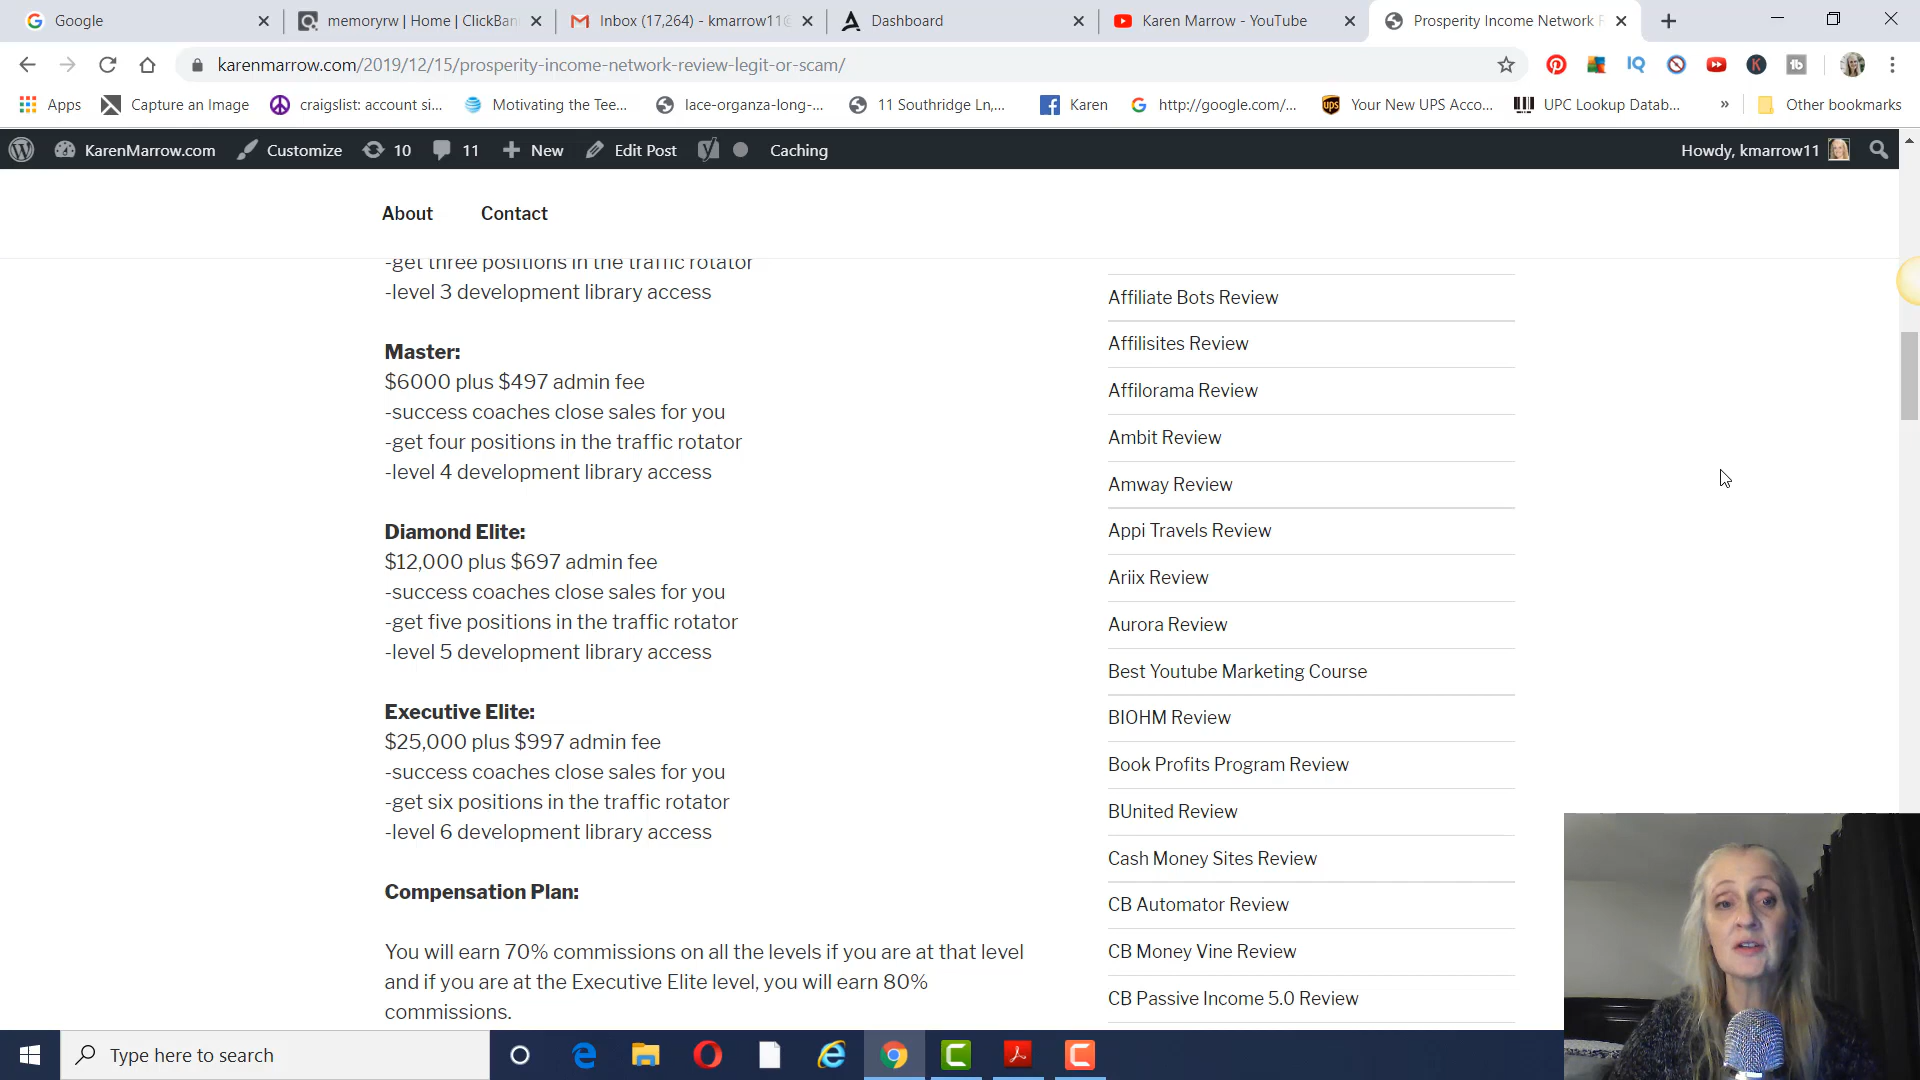 Google
memoryrw | Home | ClickBan
Inbox (17,264) - kmarrow11@
Dashboard
Karen Marrow - YouTube
Prosperity Income Network R
karenmarrow.com/2019/12/15/prosperity-income-network-review-legit-or-scam/
Apps
Capture an Image
craigslist: account si...
Motivating the Tee...
lace-organza-long-...
11 Southridge Ln,...
Karen
http://google.com/...
Your New UPS Acco...
UPC Lookup Datab...
»
Other bookmarks
KarenMarrow.com
Customize
10
11
New
Edit Post
Caching
Howdy, kmarrow11
About
Contact
-get three positions in the traffic rotator
-level 3 development library access
Master:
$6000 plus $497 admin fee
-success coaches close sales for you
-get four positions in the traffic rotator
-level 4 development library access
Diamond Elite:
$12,000 plus $697 admin fee
-success coaches close sales for you
-get five positions in the traffic rotator
-level 5 development library access
Executive Elite:
$25,000 plus $997 admin fee
-success coaches close sales for you
-get six positions in the traffic rotator
-level 6 development library access
Compensation Plan:
You will earn 70% commissions on all the levels if you are at that level
and if you are at the Executive Elite level, you will earn 80%
commissions.
Affiliate Bots Review
Affilisites Review
Affilorama Review
Ambit Review
Amway Review
Appi Travels Review
Ariix Review
Aurora Review
Best Youtube Marketing Course
BIOHM Review
Book Profits Program Review
BUnited Review
Cash Money Sites Review
CB Automator Review
CB Money Vine Review
CB Passive Income 5.0 Review
Type here to search